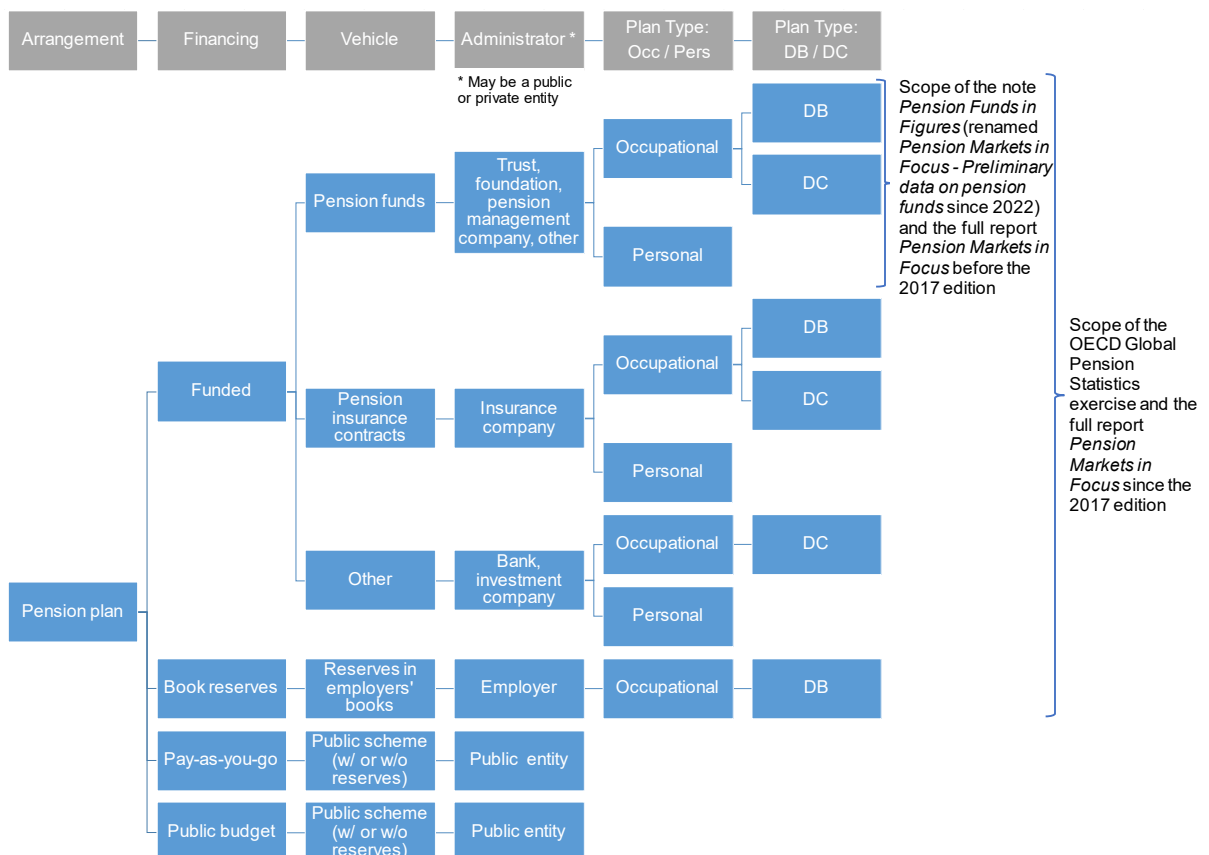 Arrangement
Financing
Vehicle
Administrator *
Plan Type:
Occ / Pers
Plan Type:
DB / DC
* May be a public
or private entity
Pension plan
Funded
Pension funds
Trust,
foundation,
pension
management
company, other
Occupational
DB
DC
Personal
Scope of the note
Pension Funds in
Figures (renamed
Pension Markets in
Focus - Preliminary
data on pension
funds since 2022)
and the full report
Pension Markets in
Focus before the
2017 edition
Pension
insurance
contracts
Insurance
company
Occupational
DB
DC
Personal
Other
Bank,
investment
company
Occupational
DC
Personal
Book reserves
Reserves in
employers'
books
Employer
Occupational
DB
Scope of the
OECD Global
Pension
Statistics
exercise and the
full report
Pension
Markets in
Focus since the
2017 edition
Pay-as-you-go
Public scheme
(w/ or w/o
reserves)
Public entity
Public budget
Public scheme
(w/ or w/o
reserves)
Public entity